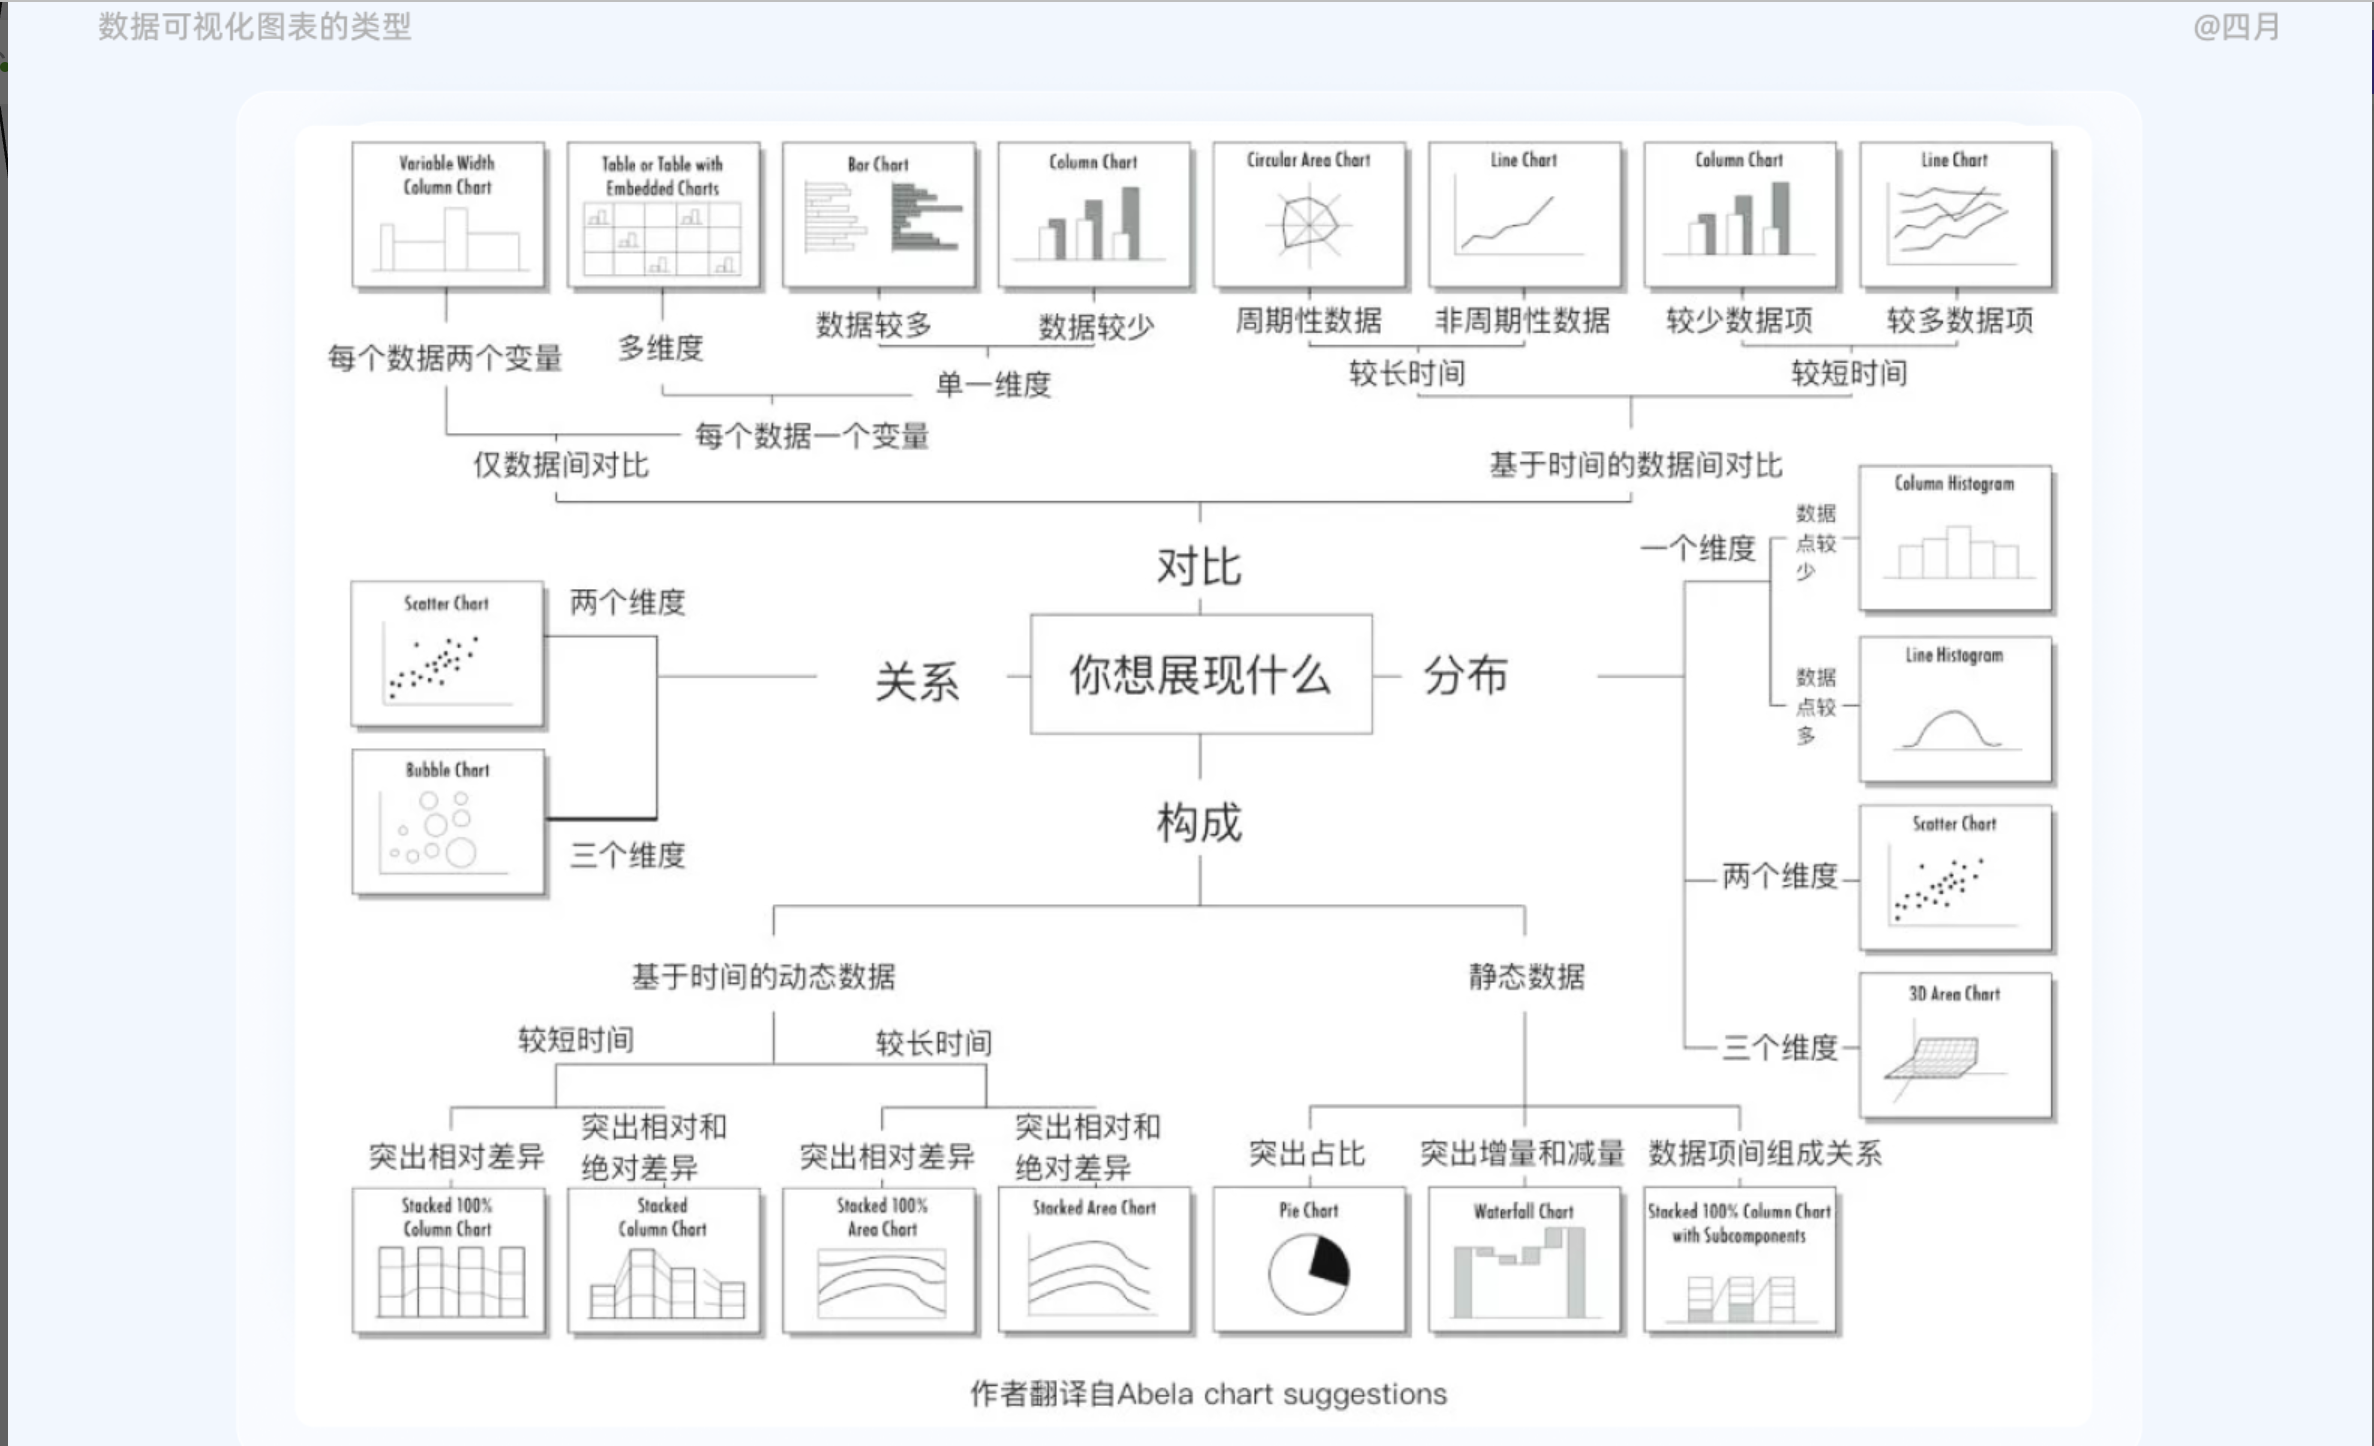 数据可视化图表的类型
@四月
Variable Width
Column Chart
Table or Table with
Embedded Charts
Bar Chart
Column Chart
Circular Area Chart
Line Chart
Column Chart
Line Chart
每个数据两个变量
多维度
数据较多
数据较少
周期性数据
非周期性数据
较少数据项
较多数据项
单一维度
较长时间
较短时间
每个数据一个变量
仅数据间对比
基于时间的数据间对比
对比
你想展现什么
关系
两个维度
Scatter Chart
三个维度
Bubble Chart
分布
一个维度
数据
点较
少
Column Histogram
数据
点较
多
Line Histogram
两个维度
Scatter Chart
三个维度
3D Area Chart
构成
基于时间的动态数据
静态数据
较短时间
较长时间
突出相对差异
突出相对和
绝对差异
突出相对差异
突出相对和
绝对差异
突出占比
突出增量和减量
数据项间组成关系
Stacked 100%
Column Chart
Stacked
Column Chart
Stacked 100%
Area Chart
Stacked Area Chart
Pie Chart
Waterfall Chart
Stacked 100% Column Chart
with Subcomponents
作者翻译自Abela chart suggestions